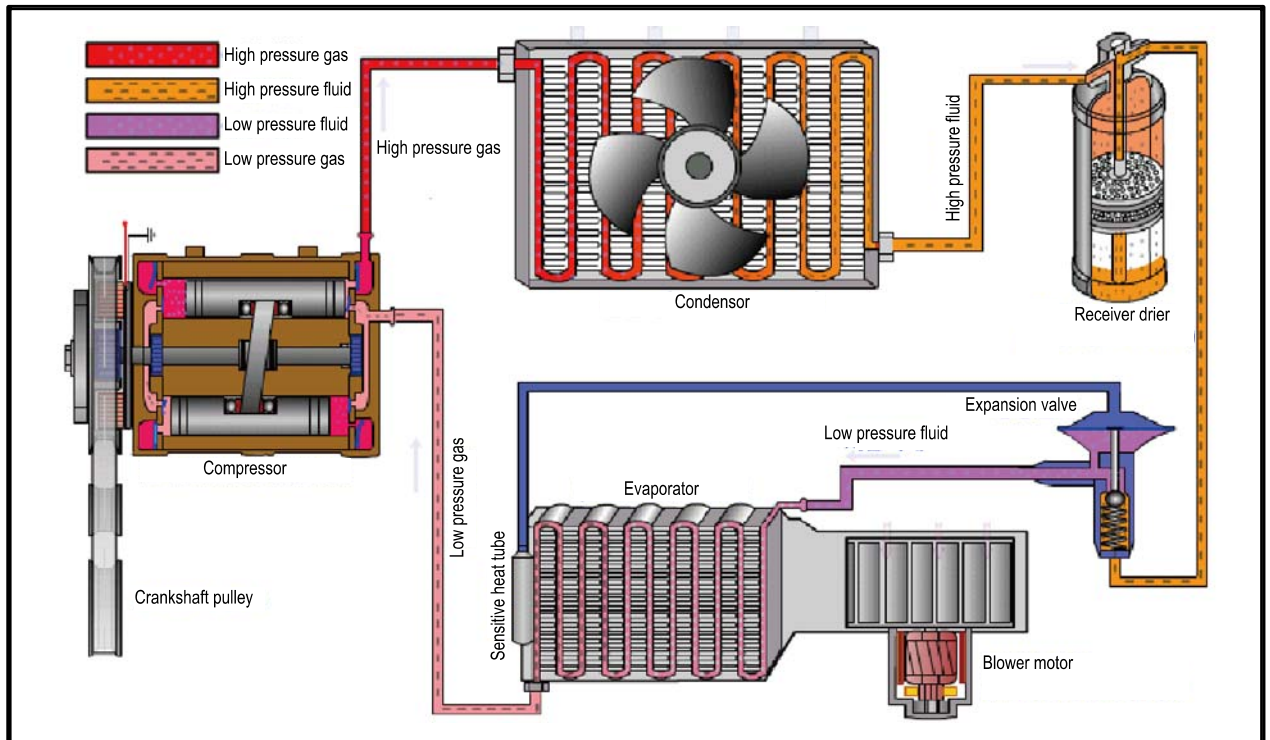 High pressure gas
High pressure fluid
Low pressure fluid
Low pressure gas
High pressure gas
High pressure fluid
Condensor
Receiver drier
Compressor
Low pressure gas
Expansion valve
Low pressure fluid
Evaporator
Sensitive heat tube
Crankshaft pulley
Blower motor